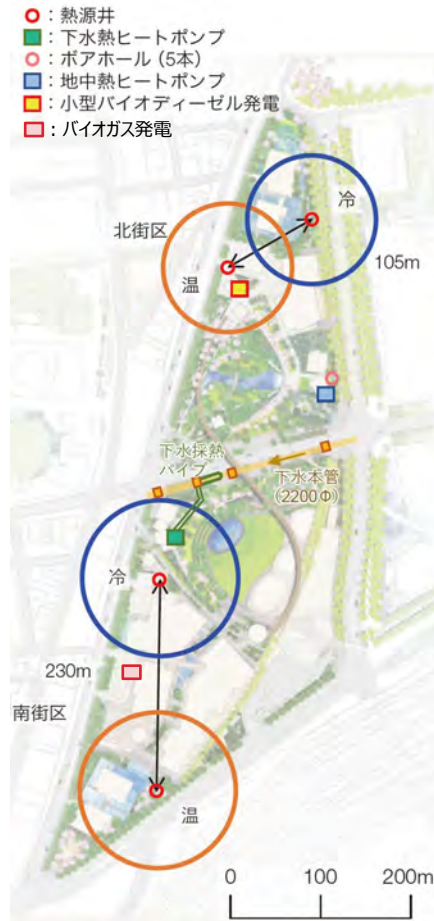 ：熱源井
：下水熱ヒートポンプ
：ボアホール（5本）
：地中熱ヒートポンプ
：小型バイオディーゼル発電
：バイオガス発電
冷
北街区
105m
温
下水採熱
パイプ
下水本管
（2200Φ）
冷
230m
南街区
温
0 100 200m